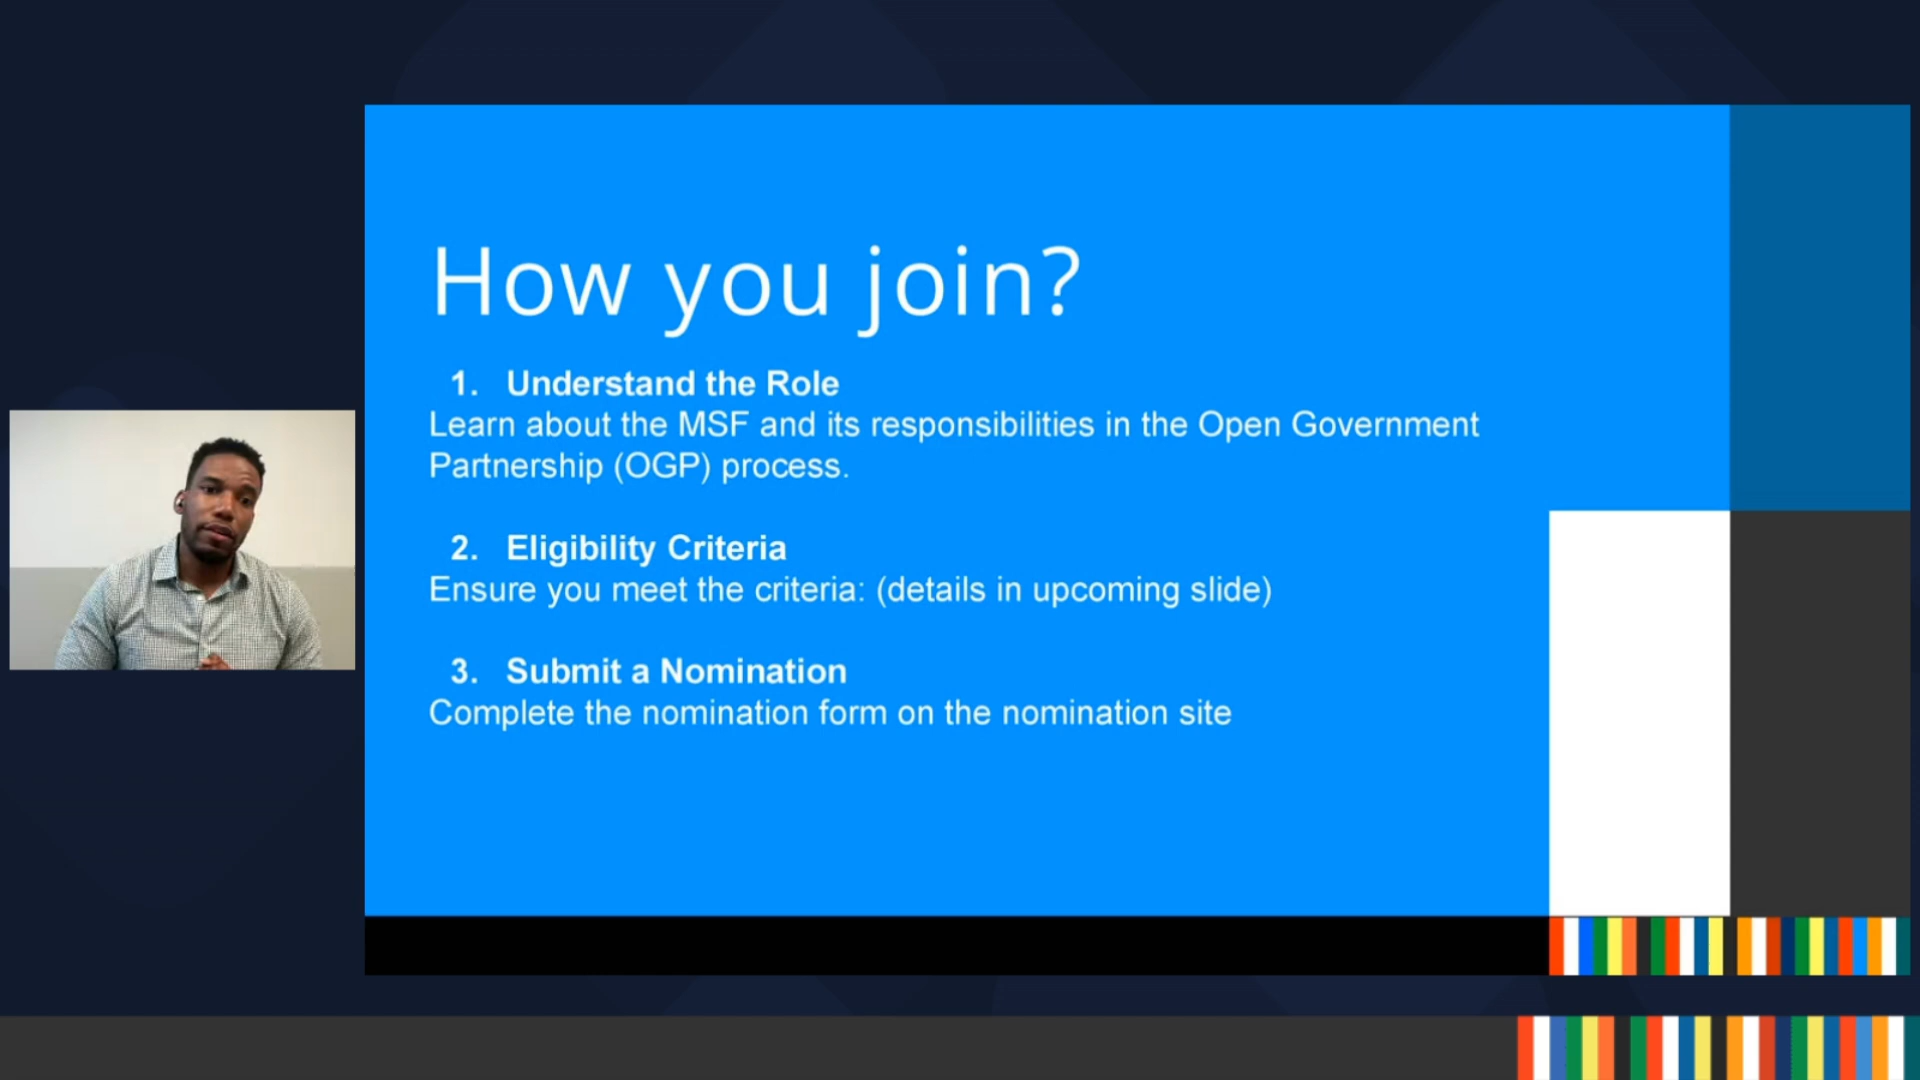 How you join?
1. Understand the Role
Learn about the MSF and its responsibilities in the Open Government
Partnership (OGP) process.
2. Eligibility Criteria
Ensure you meet the criteria: (details in upcoming slide)
3. Submit a Nomination
Complete the nomination form on the nomination site